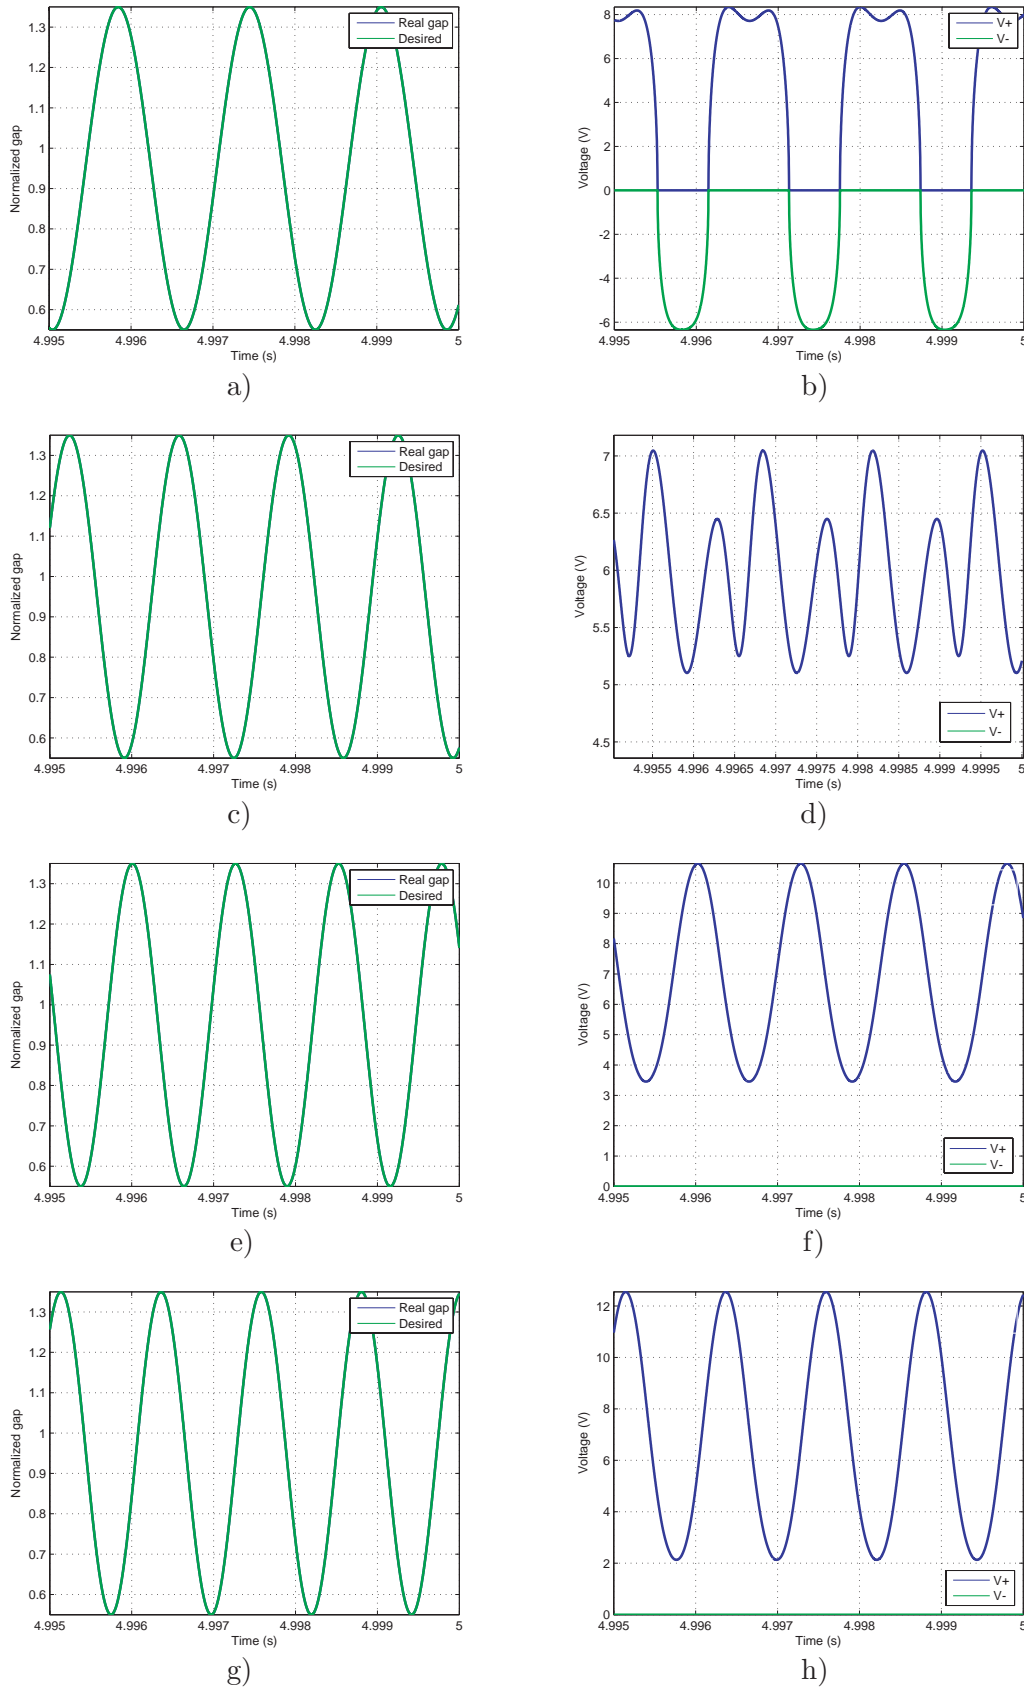 1.3
1.2
1.1
1
0.9
0.8
0.7
0.6
Normalized gap
Real gap
Desired
4.995 4.996 4.997 4.998 4.999 5
Time (s)
a)
8
6
4
2
0
-2
-4
-6
Voltage (V)
V+
V-
4.995 4.996 4.997 4.998 4.999 5
Time (s)
b)
1.3
1.2
1.1
1
0.9
0.8
0.7
0.6
Normalized gap
Real gap
Desired
4.995 4.996 4.997 4.998 4.999 5
Time (s)
c)
7
6.5
6
5.5
5
4.5
Voltage (V)
V+
V-
4.9955 4.996 4.9965 4.997 4.9975 4.998 4.9985 4.999 4.9995 5
Time (s)
d)
1.3
1.2
1.1
1
0.9
0.8
0.7
0.6
Normalized gap
Real gap
Desired
4.995 4.996 4.997 4.998 4.999 5
Time (s)
e)
10
9
8
7
6
5
4
3
2
1
0
Voltage (V)
V+
V-
4.995 4.996 4.997 4.998 4.999 5
Time (s)
f)
1.3
1.2
1.1
1
0.9
0.8
0.7
0.6
Normalized gap
Real gap
Desired
4.995 4.996 4.997 4.998 4.999 5
Time (s)
g)
12
10
8
6
4
2
0
Voltage (V)
V+
V-
4.995 4.996 4.997 4.998 4.999 5
Time (s)
h)